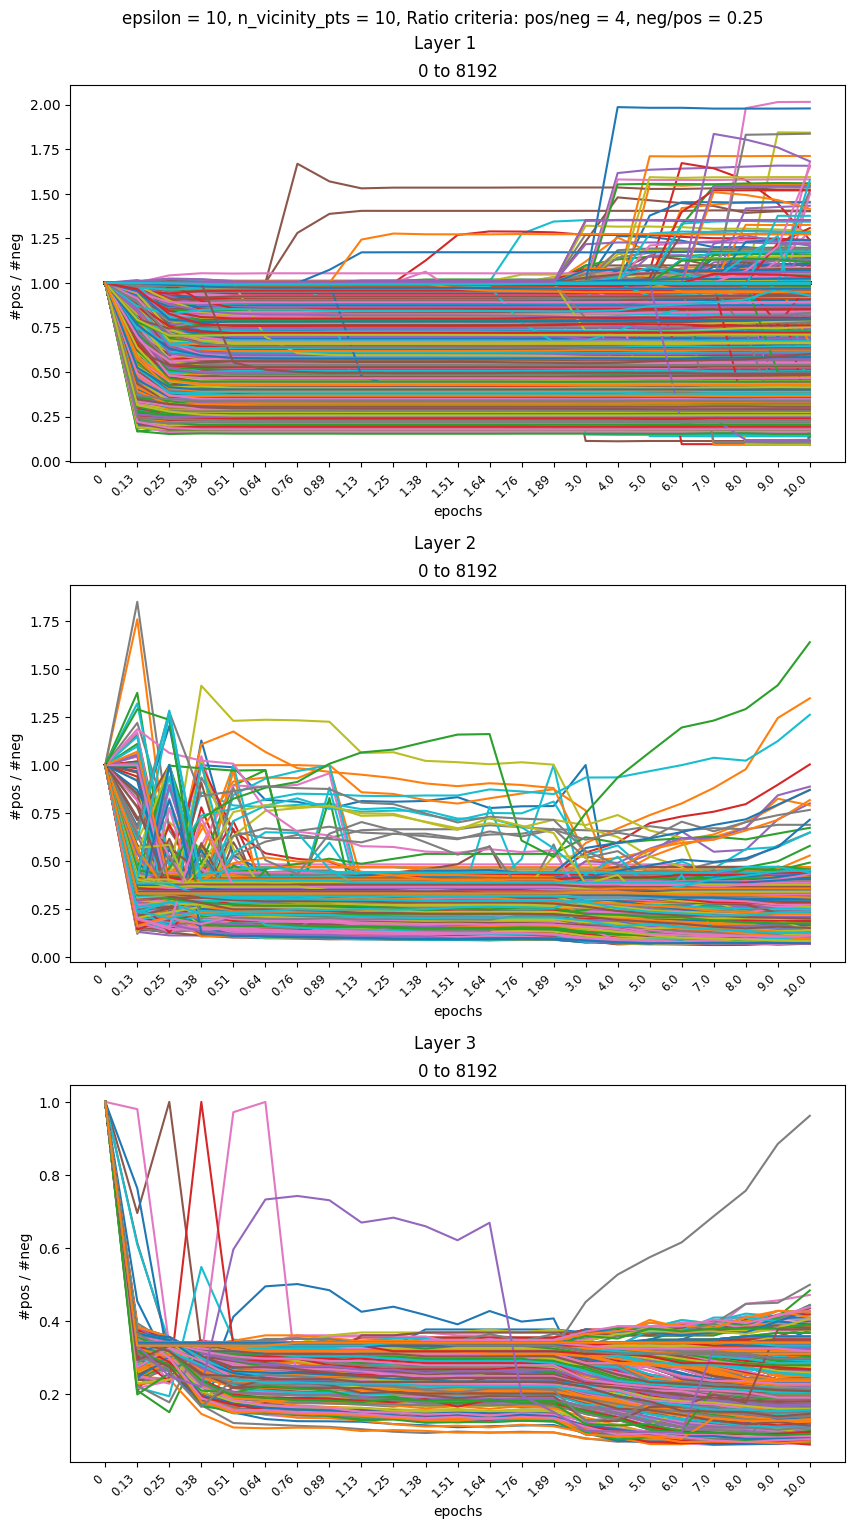 epsilon = 10, n_vicinity_pts = 10, Ratio criteria: pos/neg = 4, neg/pos = 0.25
Layer 1
0 to 8192
2.00
1.75
1.50
1.25
1.00
0.75
0.50
0.25
0.00
#pos / #neg
0 0.13 0.25 0.38 0.51 0.64 0.76 0.89 1.13 1.25 1.38 1.51 1.64 1.76 1.89 3.0 4.0 5.0 6.0 7.0 8.0 9.0 10.0
epochs
Layer 2
0 to 8192
1.75
1.50
1.25
1.00
0.75
0.50
0.25
0.00
#pos / #neg
0 0.13 0.25 0.38 0.51 0.64 0.76 0.89 1.13 1.25 1.38 1.51 1.64 1.76 1.89 3.0 4.0 5.0 6.0 7.0 8.0 9.0 10.0
epochs
Layer 3
0 to 8192
1.0
0.8
0.6
0.4
0.2
#pos / #neg
0 0.13 0.25 0.38 0.51 0.64 0.76 0.89 1.13 1.25 1.38 1.51 1.64 1.76 1.89 3.0 4.0 5.0 6.0 7.0 8.0 9.0 10.0
epochs